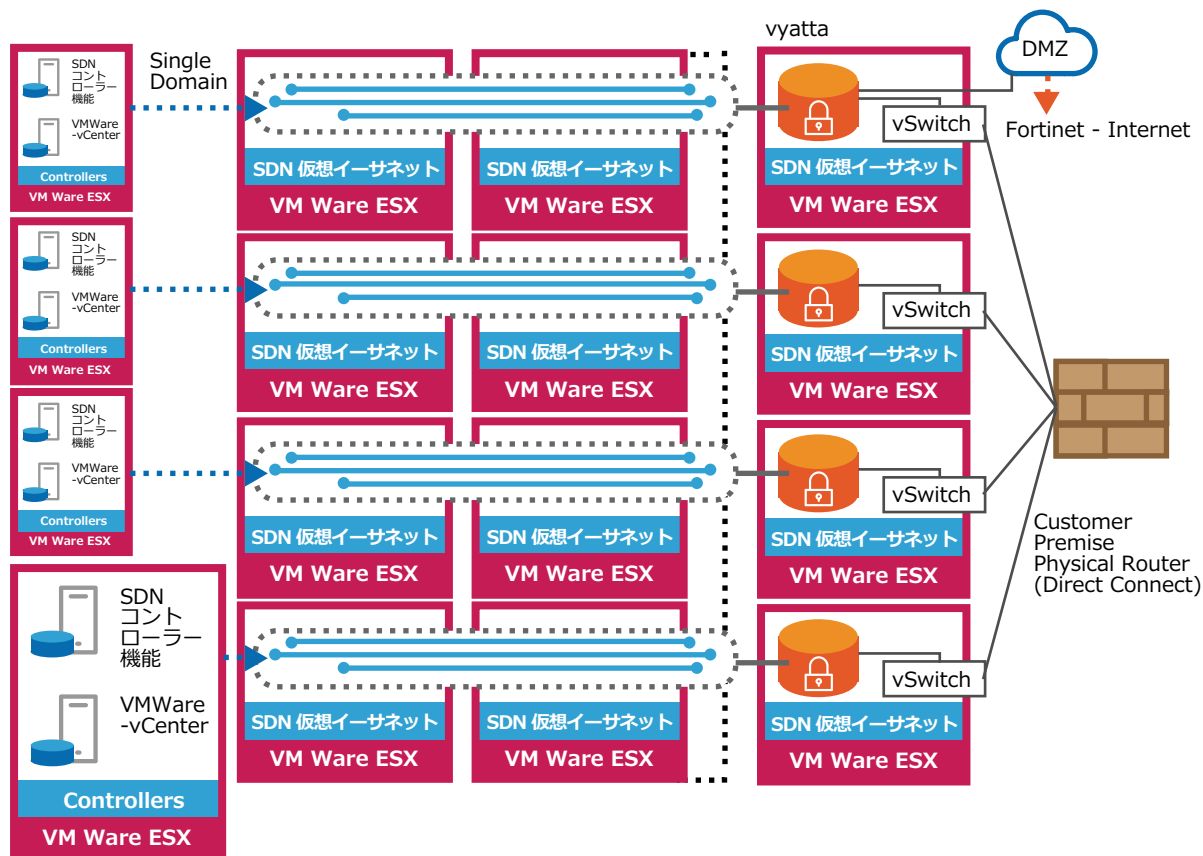 SDN
コント
ローラー
機能
VMWare
-vCenter
Controllers
VM Ware ESX
Single
Domain
SDN 仮想イーサネット
VM Ware ESX
SDN 仮想イーサネット
VM Ware ESX
vyatta
vSwitch
SDN 仮想イーサネット
VM Ware ESX
DMZ
Fortinet - Internet
SDN
コント
ローラー
機能
VMWare
-vCenter
Controllers
VM Ware ESX
SDN 仮想イーサネット
VM Ware ESX
SDN 仮想イーサネット
VM Ware ESX
vSwitch
SDN 仮想イーサネット
VM Ware ESX
SDN
コント
ローラー
機能
VMWare
-vCenter
Controllers
VM Ware ESX
SDN 仮想イーサネット
VM Ware ESX
SDN 仮想イーサネット
VM Ware ESX
vSwitch
SDN 仮想イーサネット
VM Ware ESX
Customer
Premise
Physical Router
(Direct Connect)
SDN
コント
ローラー
機能
VMWare
-vCenter
Controllers
VM Ware ESX
SDN 仮想イーサネット
VM Ware ESX
SDN 仮想イーサネット
VM Ware ESX
vSwitch
SDN 仮想イーサネット
VM Ware ESX